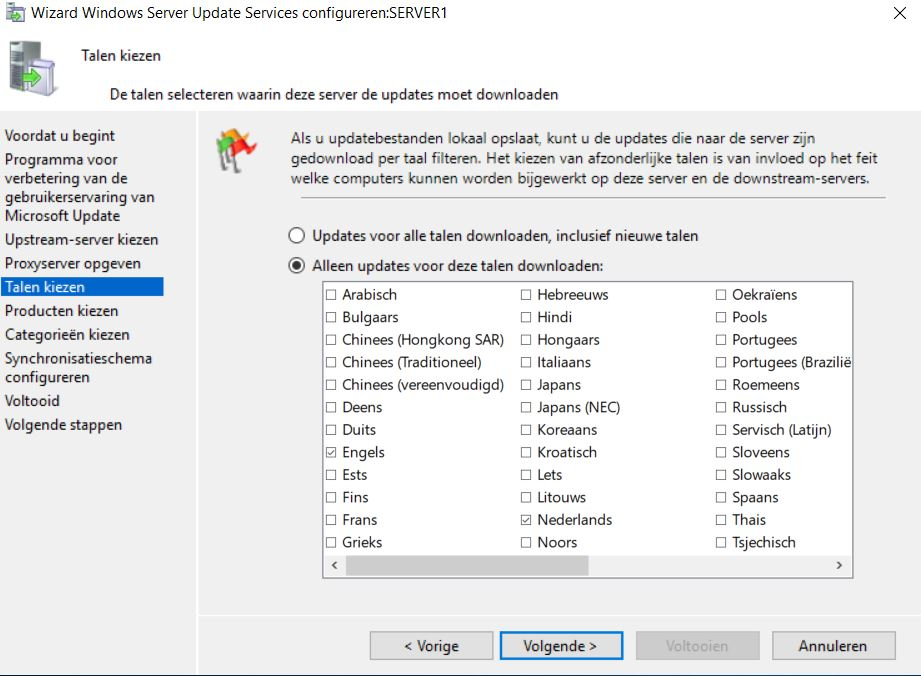 Wizard Windows Server Update Services configureren:SERVER1
Talen kiezen
De talen selecteren waarin deze server de updates moet downloaden
Voordat u begint
Programma voor
verbetering van de
gebruikerservaring van
Microsoft Update
Upstream-server kiezen
Proxyserver opgeven
Talen kiezen
Producten kiezen
Categorieën kiezen
Synchronisatieschema
configureren
Voltooid
Volgende stappen
Als u updatebestanden lokaal opslaat, kunt u de updates die naar de server zijn
gedownload per taal filteren. Het kiezen van afzonderlijke talen is van invloed op het feit
welke computers kunnen worden bijgewerkt op deze server en de downstream-servers.
Updates voor alle talen downloaden, inclusief nieuwe talen
Alleen updates voor deze talen downloaden:
Arabisch
Bulgaars
Chinees (Hongkong SAR)
Chinees (Traditioneel)
Chinees (vereenvoudigd)
Deens
Duits
Engels
Ests
Fins
Frans
Grieks
Hebreeuws
Hindi
Hongaars
Italiaans
Japans
Japans (NEC)
Koreaans
Kroatisch
Lets
Litouws
Nederlands
Noors
Oekraïens
Pools
Portugees
Portugees (Brazilië
Roemeens
Russisch
Servisch (Latijn)
Sloveens
Slowaaks
Spaans
Thais
Tsjechisch
< Vorige
Volgende >
Voltooien
Annuleren